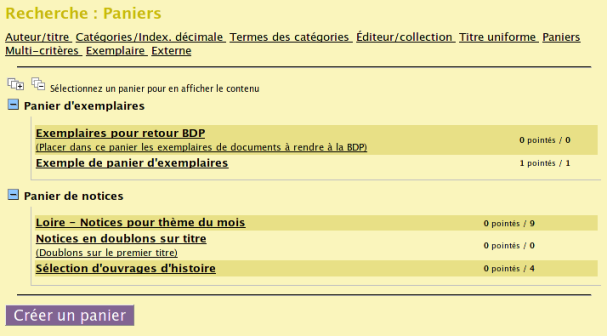 Recherche : Paniers
Auteur/titre Catégories/Index. décimale Termes des catégories Éditeur/collection Titre uniforme Paniers
Multi-critères Exemplaire Externe
Sélectionnez un panier pour en afficher le contenu
Panier d'exemplaires
Exemplaires pour retour BDP 0 pointés / 0
(Placer dans ce panier les exemplaires de documents à rendre à la BDP)
Exemple de panier d'exemplaires 1 pointés / 1
Panier de notices
Loire - Notices pour thème du mois 0 pointés / 9
Notices en doublons sur titre 0 pointés / 0
(Doublons sur le premier titre)
Sélection d'ouvrages d'histoire 0 pointés / 4
Créer un panier